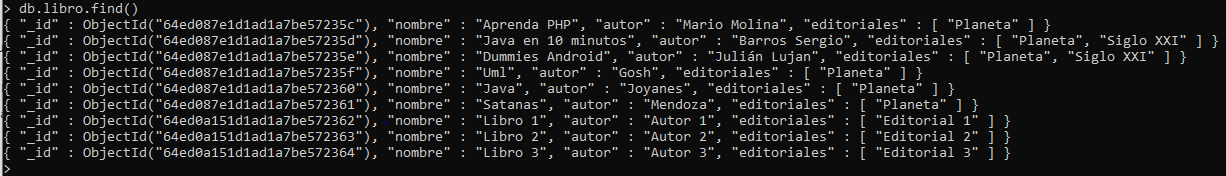 > db.libro.find()
{ "_id" : ObjectId("64ed087e1d1ad1a7be57235c"), "nombre" : "Aprenda PHP", "autor" : "Mario Molina", "editoriales" : [ "Planeta" ] }
{ "_id" : ObjectId("64ed087e1d1ad1a7be57235d"), "nombre" : "Java en 10 minutos", "autor" : "Barros Sergio", "editoriales" : [ "Planeta", "Siglo XXI" ] }
{ "_id" : ObjectId("64ed087e1d1ad1a7be57235e"), "nombre" : "Dummies Android", "autor" : "Julián Lujan", "editoriales" : [ "Planeta", "Siglo XXI" ] }
{ "_id" : ObjectId("64ed087e1d1ad1a7be57235f"), "nombre" : "Uml", "autor" : "Gosh", "editoriales" : [ "Planeta" ] }
{ "_id" : ObjectId("64ed087e1d1ad1a7be572360"), "nombre" : "Java", "autor" : "Joyanes", "editoriales" : [ "Planeta" ] }
{ "_id" : ObjectId("64ed087e1d1ad1a7be572361"), "nombre" : "Satanas", "autor" : "Mendoza", "editoriales" : [ "Planeta" ] }
{ "_id" : ObjectId("64ed0a151d1ad1a7be572362"), "nombre" : "Libro 1", "autor" : "Autor 1", "editoriales" : [ "Editorial 1" ] }
{ "_id" : ObjectId("64ed0a151d1ad1a7be572363"), "nombre" : "Libro 2", "autor" : "Autor 2", "editoriales" : [ "Editorial 2" ] }
{ "_id" : ObjectId("64ed0a151d1ad1a7be572364"), "nombre" : "Libro 3", "autor" : "Autor 3", "editoriales" : [ "Editorial 3" ] }
>